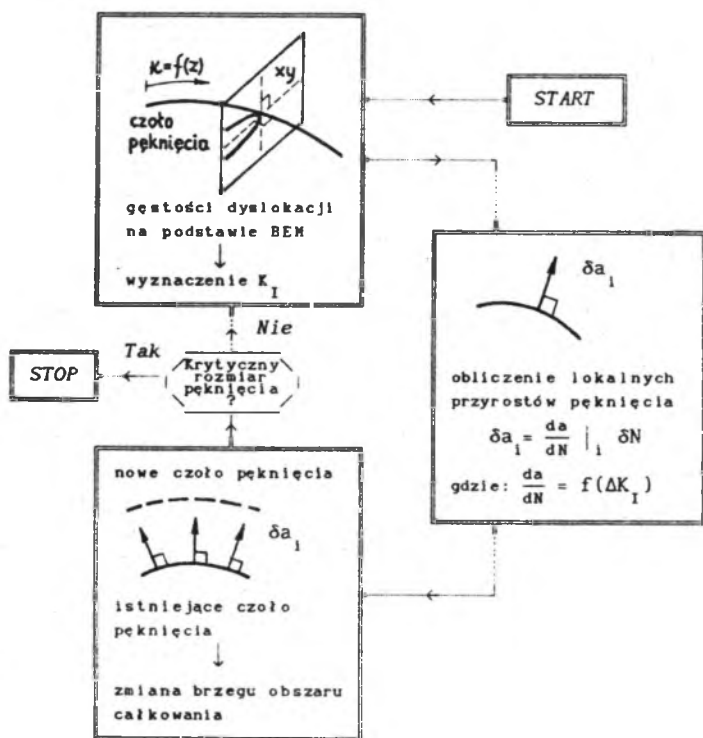 κ=f(z)
xy
czoło
pęknięcia
gęstości dyslokacji
na podstawie BEM
↓
wyznaczenie K_I
START
δa_i
obliczenie lokalnych
przyrostów pęknięcia
δa_i = da/dN |_i δN
gdzie: da/dN = f(ΔK_I)
Nie
Tak
STOP
Krytyczny
rozmiar
pęknięcia
?
nowe czoło pęknięcia
δa_i
istniejące czoło
pęknięcia
↓
zmiana brzegu obszaru
całkowania